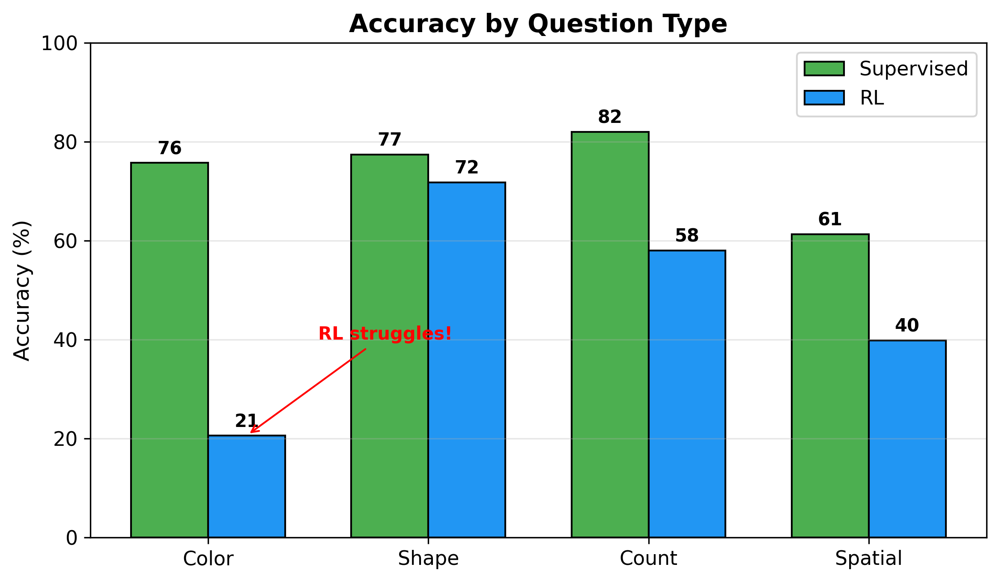 Accuracy by Question Type
Accuracy (%)
100
80
60
40
20
0
Supervised
RL
76
21
77
72
82
58
61
40
RL struggles!
Color
Shape
Count
Spatial